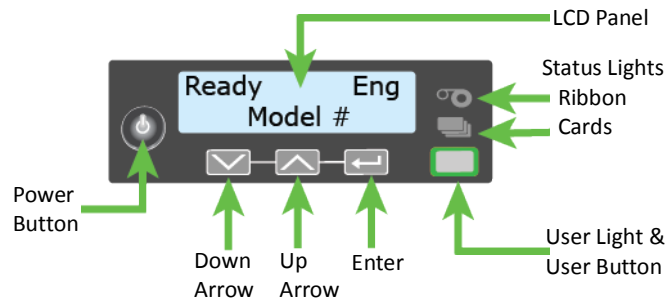 LCD Panel
Ready Eng
Model #
Status Lights
Ribbon
Cards
Power
Button
Down
Arrow
Up
Arrow
Enter
User Light &
User Button